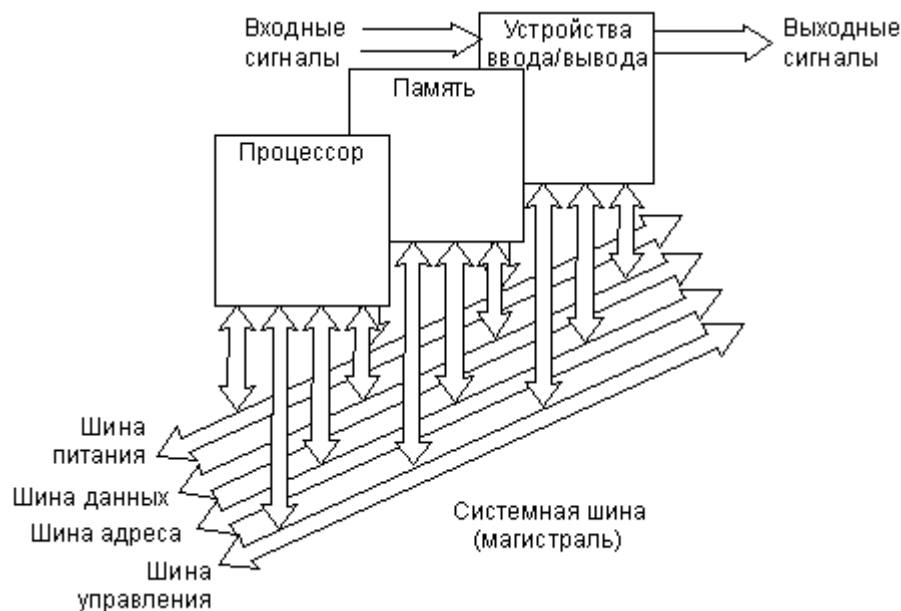 Входные
сигналы
Устройства
ввода/вывода
Выходные
сигналы
Память
Процессор
Шина
питания
Шина данных
Шина адреса
Шина
управления
Системная шина
(магистраль)